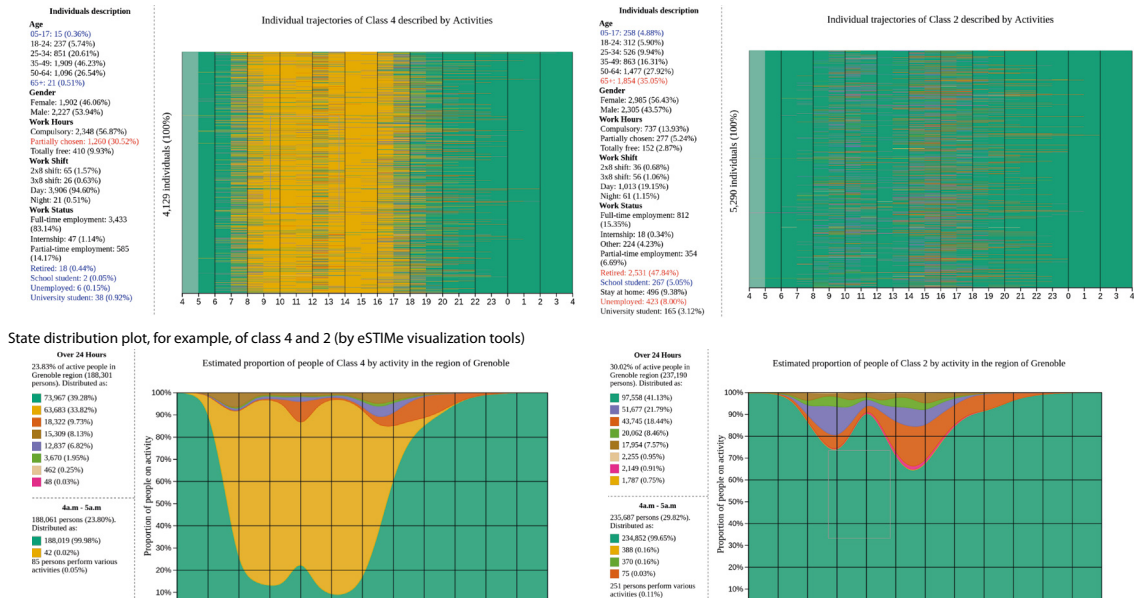 Individuals description
Age
05-17: 15 (0.36%)
18-24: 237 (5.74%)
25-34: 851 (20.61%)
35-49: 1,909 (46.23%)
50-64: 1,096 (26.54%)
65+: 21 (0.51%)
Gender
Female: 1,902 (46.06%)
Male: 2,227 (53.94%)
Work Hours
Compulsory: 2,348 (56.87%)
Partially chosen: 1,260 (30.52%)
Totally free: 410 (9.93%)
Work Shift
2x8 shift: 65 (1.57%)
3x8 shift: 26 (0.63%)
Day: 3,906 (94.60%)
Night: 21 (0.51%)
Work Status
Full-time employment: 3,433
(83.14%)
Internship: 47 (1.14%)
Partial-time employment: 585
(14.17%)
Retired: 18 (0.44%)
School student: 2 (0.05%)
Unemployed: 6 (0.15%)
University student: 38 (0.92%)
Individual trajectories of Class 4 described by Activities
4,129 individuals (100%)
4 5 6 7 8 9 10 11 12 13 14 15 16 17 18 19 20 21 22 23 0 1 2 3 4
Individuals description
Age
05-17: 258 (4.88%)
18-24: 312 (5.90%)
25-34: 526 (9.94%)
35-49: 863 (16.31%)
50-64: 1,477 (27.92%)
65+: 1,854 (35.05%)
Gender
Female: 2,985 (56.43%)
Male: 2,305 (43.57%)
Work Hours
Compulsory: 737 (13.93%)
Partially chosen: 277 (5.24%)
Totally free: 152 (2.87%)
Work Shift
2x8 shift: 36 (0.68%)
3x8 shift: 56 (1.06%)
Day: 1,013 (19.15%)
Night: 61 (1.15%)
Work Status
Full-time employment: 812
(15.35%)
Internship: 18 (0.34%)
Other: 224 (4.23%)
Partial-time employment: 354
(6.69%)
Retired: 2,531 (47.84%)
School student: 267 (5.05%)
Stay at home: 496 (9.38%)
Unemployed: 423 (8.00%)
University student: 165 (3.12%)
Individual trajectories of Class 2 described by Activities
5,290 individuals (100%)
4 5 6 7 8 9 10 11 12 13 14 15 16 17 18 19 20 21 22 23 0 1 2 3 4
State distribution plot, for example, of class 4 and 2 (by eSTIMe visualization tools)
Over 24 Hours
23.83% of active people in
Grenoble region (188,301
persons). Distributed as:
73,967 (39.28%)
63,683 (33.82%)
18,322 (9.73%)
15,309 (8.13%)
12,837 (6.82%)
3,670 (1.95%)
462 (0.25%)
48 (0.03%)
4a.m - 5a.m
188,061 persons (23.80%).
Distributed as:
188,019 (99.98%)
42 (0.02%)
85 persons perform various
activities (0.05%)
Estimated proportion of people of Class 4 by activity in the region of Grenoble
Proportion of people on activity
100%
90%
80%
70%
60%
50%
40%
30%
20%
10%
Over 24 Hours
30.02% of active people in
Grenoble region (237,190
persons). Distributed as:
97,558 (41.13%)
51,677 (21.79%)
43,745 (18.44%)
20,062 (8.46%)
17,954 (7.57%)
2,255 (0.95%)
2,149 (0.91%)
1,787 (0.75%)
4a.m - 5a.m
235,687 persons (29.82%).
Distributed as:
234,852 (99.65%)
388 (0.16%)
370 (0.16%)
75 (0.03%)
251 persons perform various
activities (0.11%)
Estimated proportion of people of Class 2 by activity in the region of Grenoble
Proportion of people on activity
100%
90%
80%
70%
60%
50%
40%
30%
20%
10%